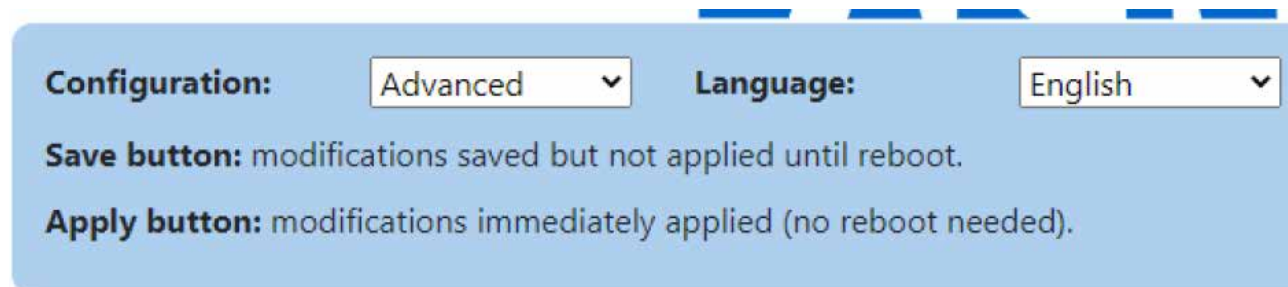 Configuration: Advanced Language: English
Save button: modifications saved but not applied until reboot.
Apply button: modifications immediately applied (no reboot needed).